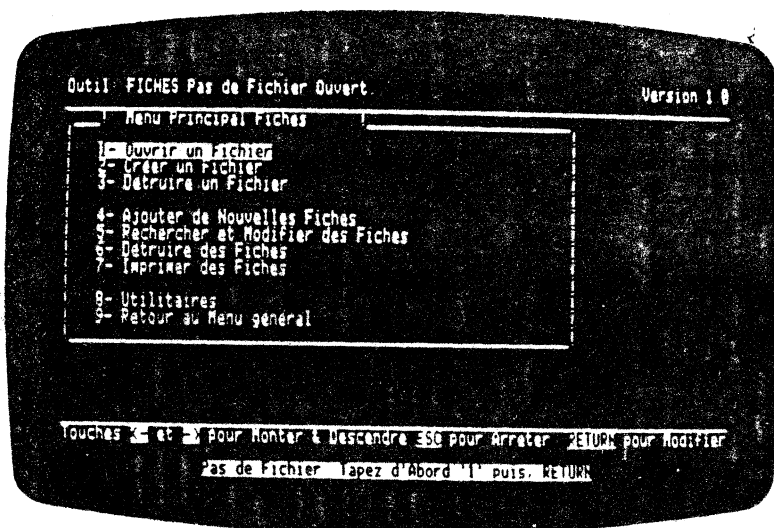 Outil: FICHES Pas de Fichier Ouvert.
Version 1.0
Menu Principal Fiches
1- Ouvrir un Fichier
2- Créer un Fichier
3- Détruire un Fichier
4- Ajouter de Nouvelles Fiches
5- Rechercher et Modifier des Fiches
6- Détruire des Fiches
7- Imprimer des Fiches
8- Utilitaires
9- Retour au Menu général
Touches <- et -> pour Monter & Descendre ESC pour Arreter RETURN pour Modifier
Pas de Fichier Tapez d'Abord '1' puis. RETURN